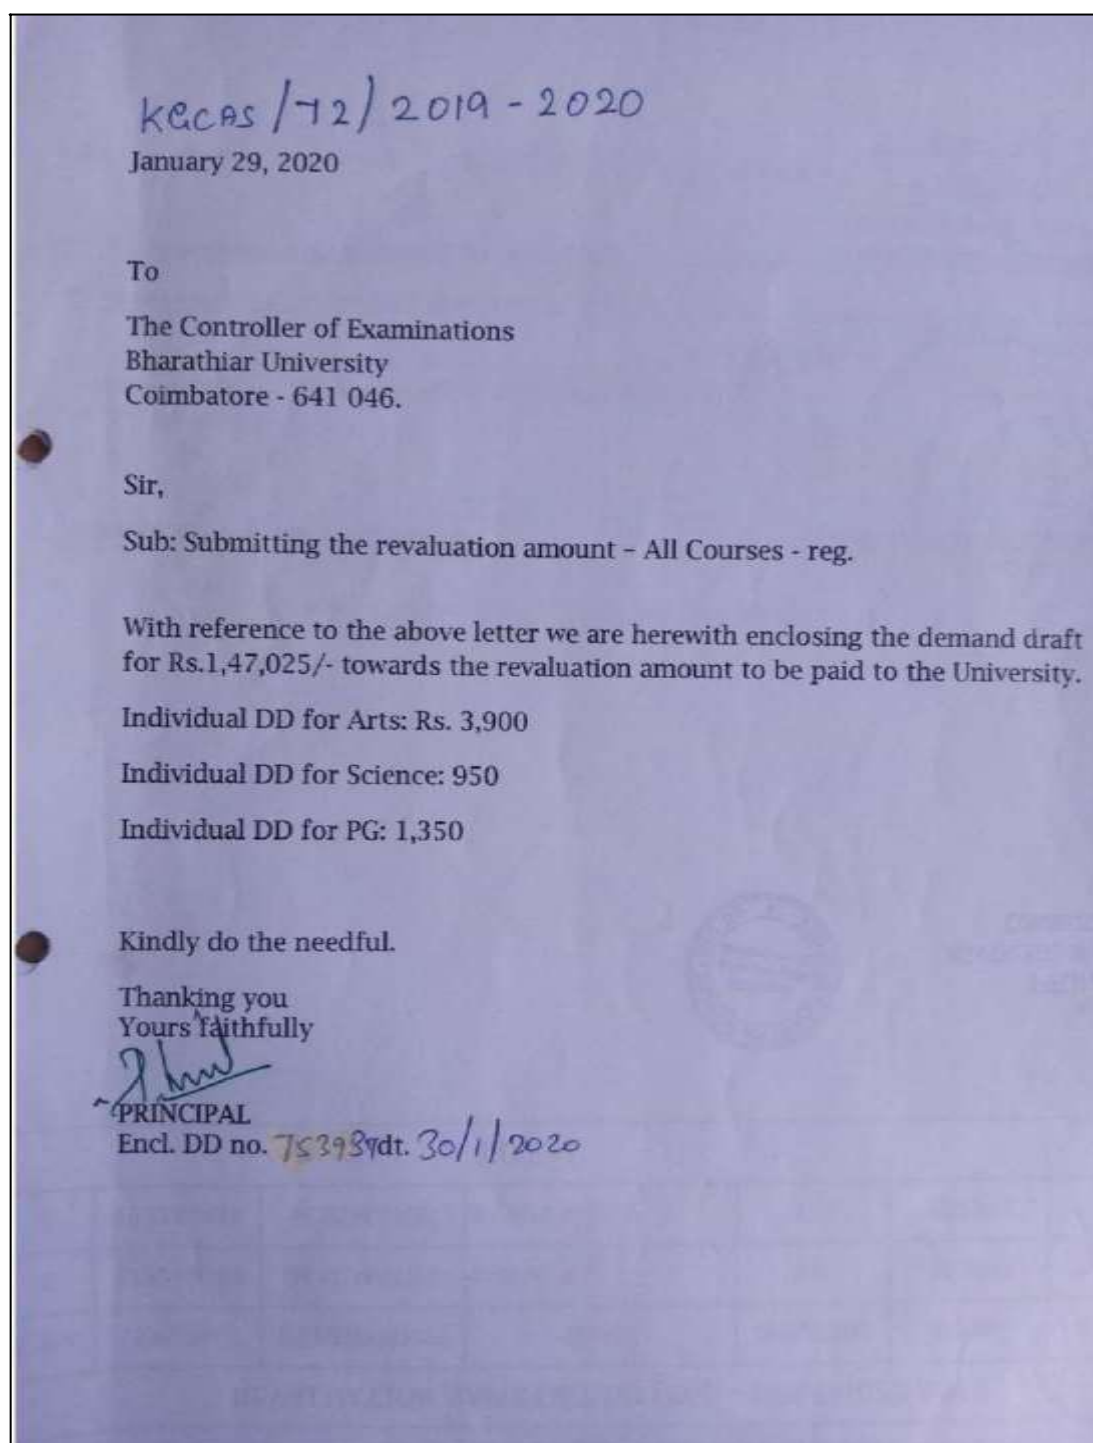 KGCAS /72/ 2019 - 2020
January 29, 2020
To
The Controller of Examinations
Bharathiar University
Coimbatore - 641 046.
Sir,
Sub: Submitting the revaluation amount – All Courses - reg.
With reference to the above letter we are herewith enclosing the demand draft
for Rs.1,47,025/- towards the revaluation amount to be paid to the University.
Individual DD for Arts: Rs. 3,900
Individual DD for Science: 950
Individual DD for PG: 1,350
Kindly do the needful.
Thanking you
Yours faithfully
PRINCIPAL
Encl. DD no. dt. 30/1/2020